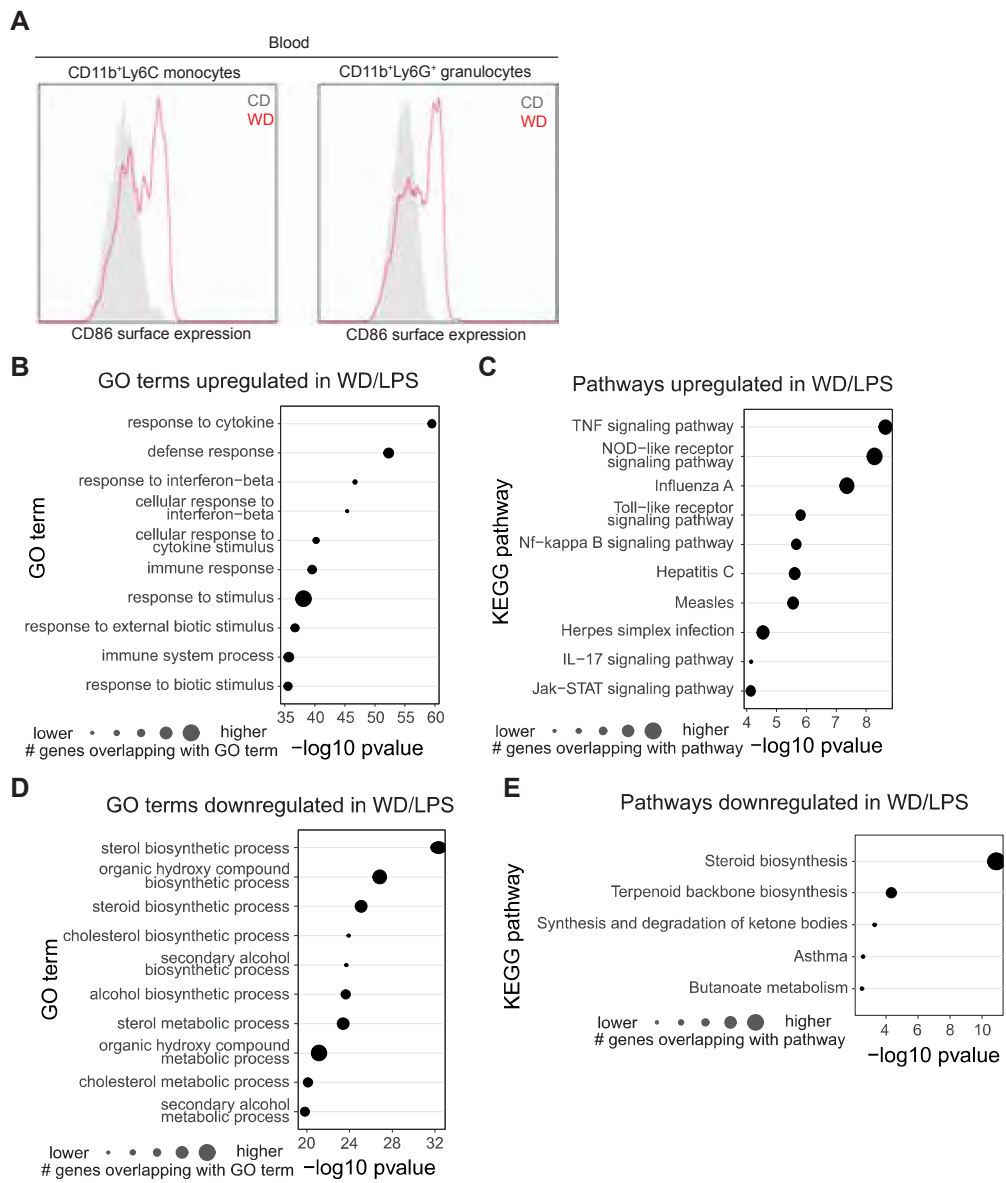 A
Blood
CD11b⁺Ly6C monocytes
CD11b⁺Ly6G⁺ granulocytes
CD
WD
CD
WD
CD86 surface expression
CD86 surface expression
B
GO terms upregulated in WD/LPS
GO term
response to cytokine
defense response
response to interferon−beta
cellular response to
interferon−beta
cellular response to
cytokine stimulus
immune response
response to stimulus
response to external biotic stimulus
immune system process
response to biotic stimulus
35 40 45 50 55 60
−log10 pvalue
lower
higher
# genes overlapping with GO term
C
Pathways upregulated in WD/LPS
KEGG pathway
TNF signaling pathway
NOD−like receptor
signaling pathway
Influenza A
Toll−like receptor
signaling pathway
Nf−kappa B signaling pathway
Hepatitis C
Measles
Herpes simplex infection
IL−17 signaling pathway
Jak−STAT signaling pathway
4 5 6 7 8
−log10 pvalue
lower
higher
# genes overlapping with pathway
D
GO terms downregulated in WD/LPS
GO term
sterol biosynthetic process
organic hydroxy compound
biosynthetic process
steroid biosynthetic process
cholesterol biosynthetic process
secondary alcohol
biosynthetic process
alcohol biosynthetic process
sterol metabolic process
organic hydroxy compound
metabolic process
cholesterol metabolic process
secondary alcohol
metabolic process
20 24 28 32
−log10 pvalue
lower
higher
# genes overlapping with GO term
E
Pathways downregulated in WD/LPS
KEGG pathway
Steroid biosynthesis
Terpenoid backbone biosynthesis
Synthesis and degradation of ketone bodies
Asthma
Butanoate metabolism
4 6 8 10
−log10 pvalue
lower
higher
# genes overlapping with pathway